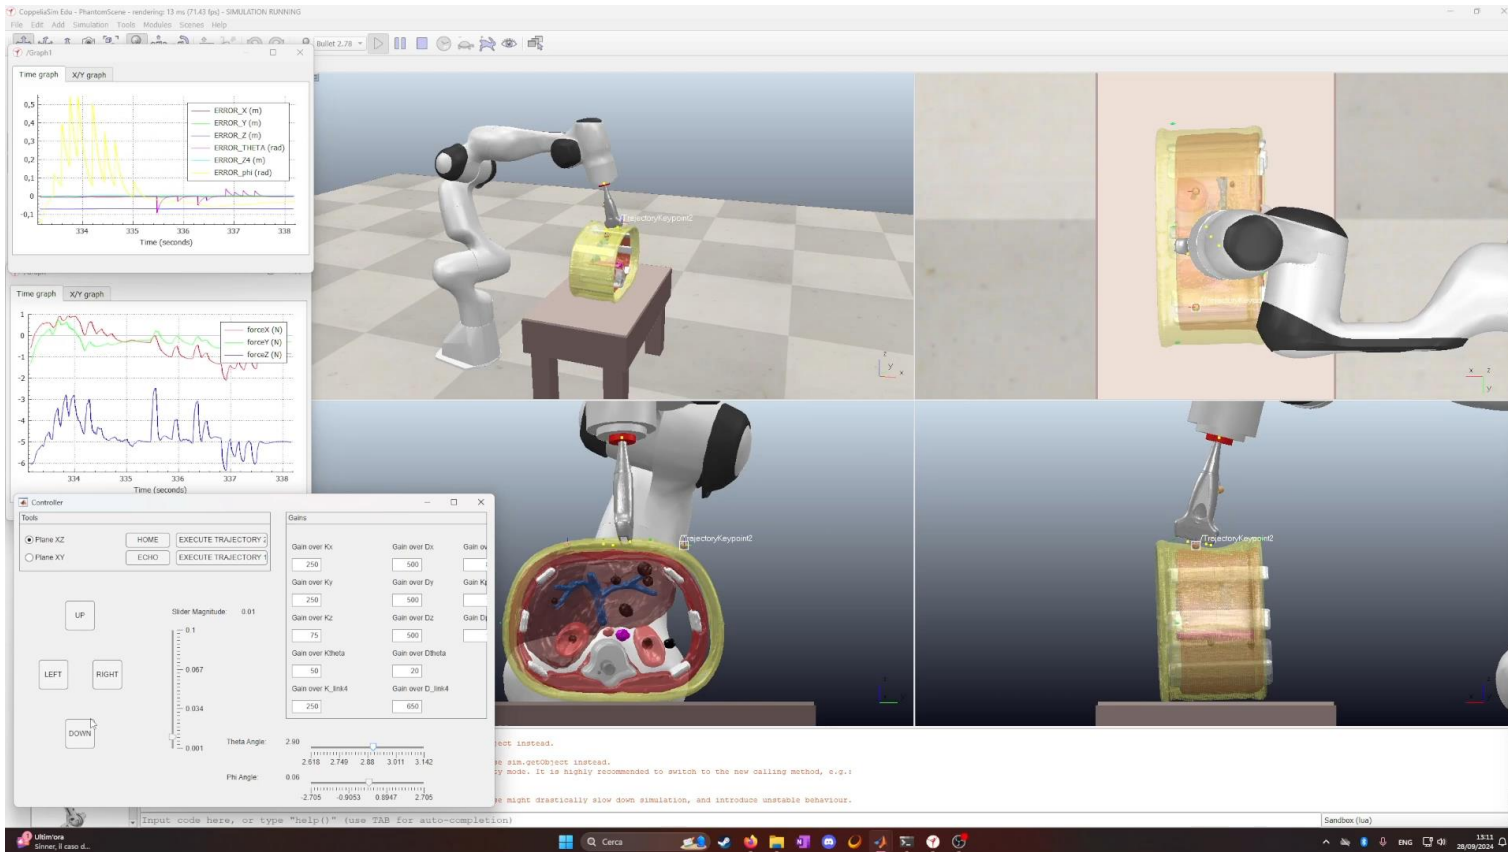 CoppeliaSim Edu - PhantomScene - rendering: 13 ms (71.43 fps) - SIMULATION RUNNING
File Edit Add Simulation Tools Modules Scenes Help
Bullet 2.78
/Graph1
Time graph X/Y graph
0,5
0,4
0,3
0,2
0,1
0
-0,1
ERROR_X (m)
ERROR_Y (m)
ERROR_Z (m)
ERROR_THETA (rad)
ERROR_Z4 (m)
ERROR_phi (rad)
334 335 336 337 338
Time (seconds)
Time graph X/Y graph
1
0
-1
-2
-3
-4
-5
-6
forceX (N)
forceY (N)
forceZ (N)
334 335 336 337 338
Time (seconds)
/TrajectoryKeypoint2
z
y
x
x z
y
/TrajectoryKeypoint2
/TrajectoryKeypoint2
Controller
Tools
Plane XZ HOME EXECUTE TRAJECTORY 2
Plane XY ECHO EXECUTE TRAJECTORY 1
Gains
Gain over Kx Gain over Dx Gain ov
250 500
Gain over Ky Gain over Dy Gain Kp
250 500
Gain over Kz Gain over Dz Gain Dp
75 500
Gain over Ktheta Gain over Dtheta
50 20
Gain over K_link4 Gain over D_link4
250 650
UP
LEFT RIGHT
DOWN
Slider Magnitude: 0.01
0.1
0.067
0.034
0.001
Theta Angle: 2.90
2.618 2.749 2.88 3.011 3.142
Phi Angle: 0.06
-2.705 -0.9053 0.8947 2.705
ect instead.
se sim.getObject instead.
cy mode. It is highly recommended to switch to the new calling method, e.g.:
se might drastically slow down simulation, and introduce unstable behaviour.
Input code here, or type "help()" (use TAB for auto-completion)
Sandbox (lua)
1
Ultim'ora
Sinner, il caso d...
Cerca
ENG
15:11
28/09/2024